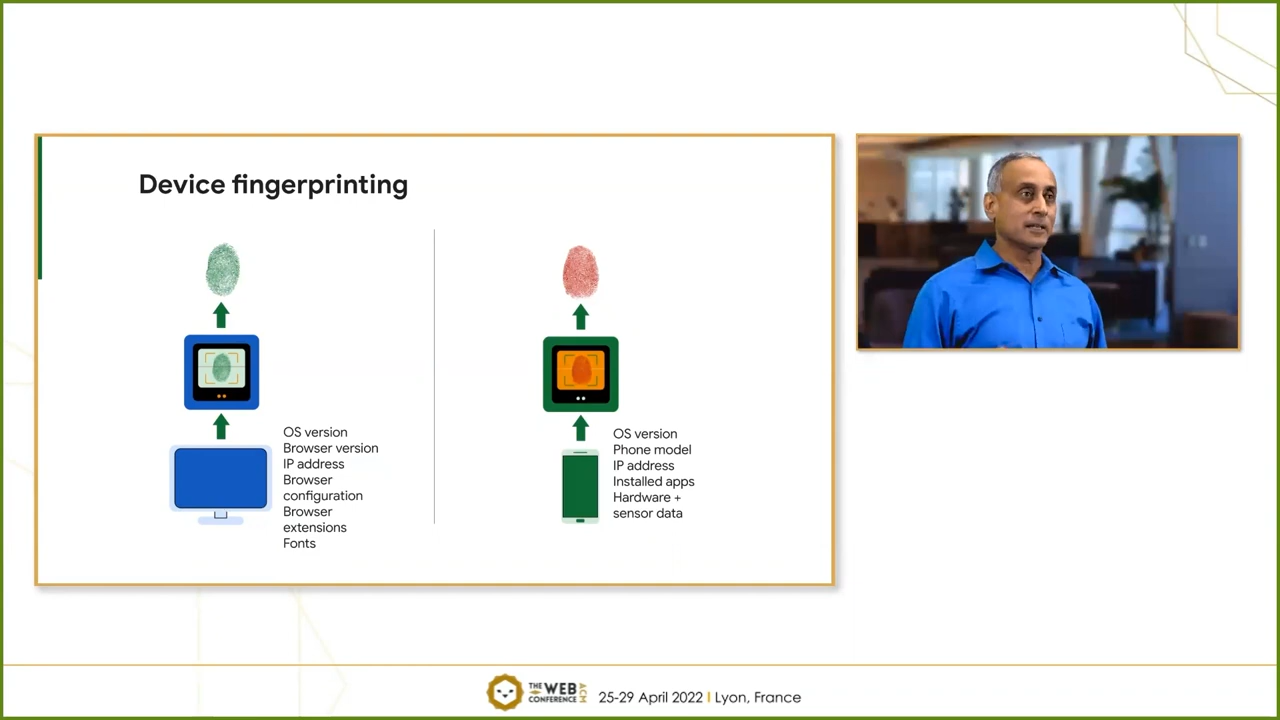 Device fingerprinting
OS version
Browser version
IP address
Browser
configuration
Browser
extensions
Fonts
OS version
Phone model
IP address
Installed apps
Hardware +
sensor data
THE WEB
CONFERENCE
ACM
25-29 April 2022 | Lyon, France